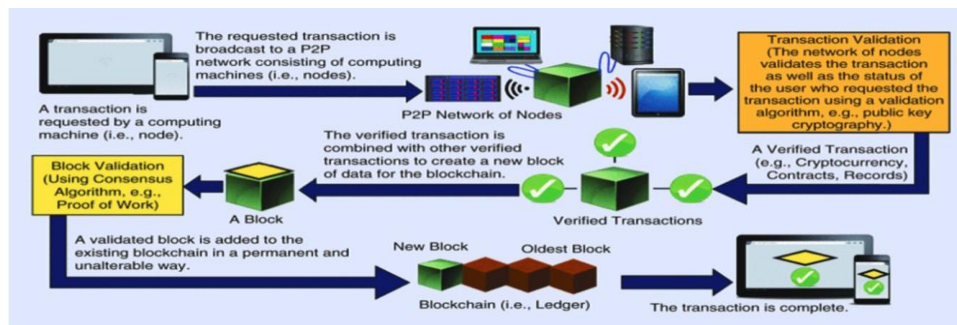 The requested transaction is
broadcast to a P2P
network consisting of computing
machines (i.e., nodes).
A transaction is
requested by a computing
machine (i.e., node).
P2P Network of Nodes
Transaction Validation
(The network of nodes
validates the transaction
as well as the status of
the user who requested the
transaction using a validation
algorithm, e.g., public key
cryptography.)
A Verified Transaction
(e.g., Cryptocurrency,
Contracts, Records)
Verified Transactions
The verified transaction is
combined with other verified
transactions to create a new block
of data for the blockchain.
A Block
Block Validation
(Using Consensus
Algorithm, e.g.,
Proof of Work)
A validated block is added to the
existing blockchain in a permanent and
unalterable way.
New Block
Oldest Block
Blockchain (i.e., Ledger)
The transaction is complete.